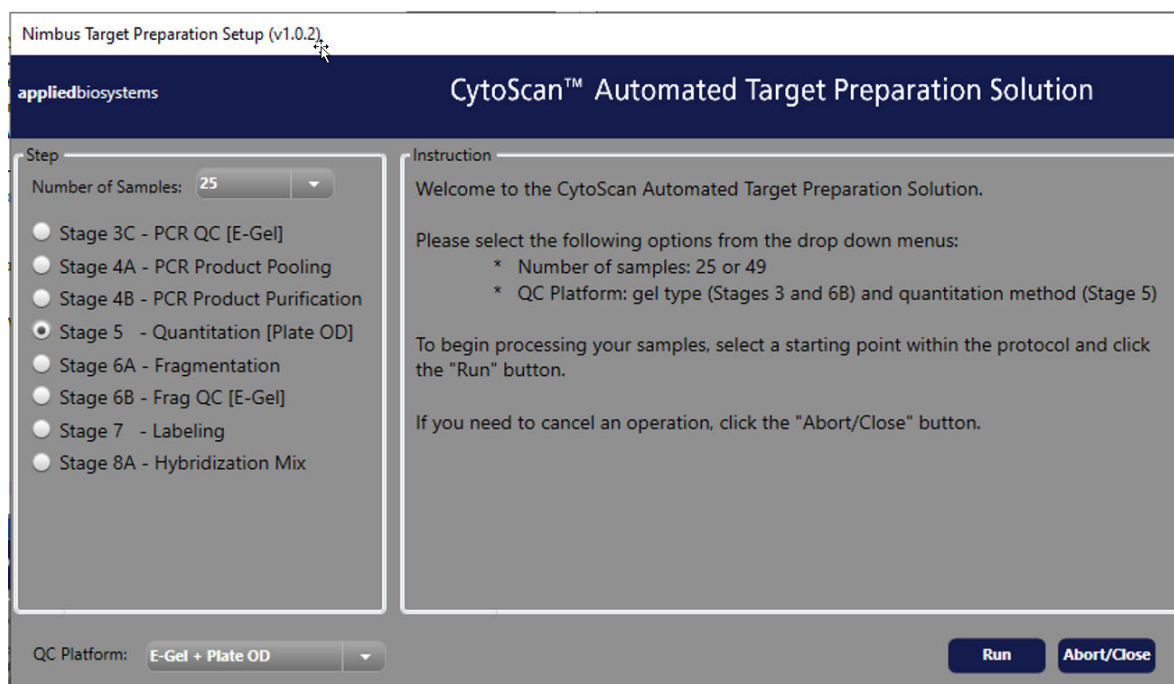 Nimbus Target Preparation Setup (v1.0.2)
appliedbiosystems
CytoScan™ Automated Target Preparation Solution
Step
Number of Samples: 25
Stage 3C - PCR QC [E-Gel]
Stage 4A - PCR Product Pooling
Stage 4B - PCR Product Purification
Stage 5 - Quantitation [Plate OD]
Stage 6A - Fragmentation
Stage 6B - Frag QC [E-Gel]
Stage 7 - Labeling
Stage 8A - Hybridization Mix
Instruction
Welcome to the CytoScan Automated Target Preparation Solution.
Please select the following options from the drop down menus:
* Number of samples: 25 or 49
* QC Platform: gel type (Stages 3 and 6B) and quantitation method (Stage 5)
To begin processing your samples, select a starting point within the protocol and click
the "Run" button.
If you need to cancel an operation, click the "Abort/Close" button.
QC Platform: E-Gel + Plate OD
Run
Abort/Close